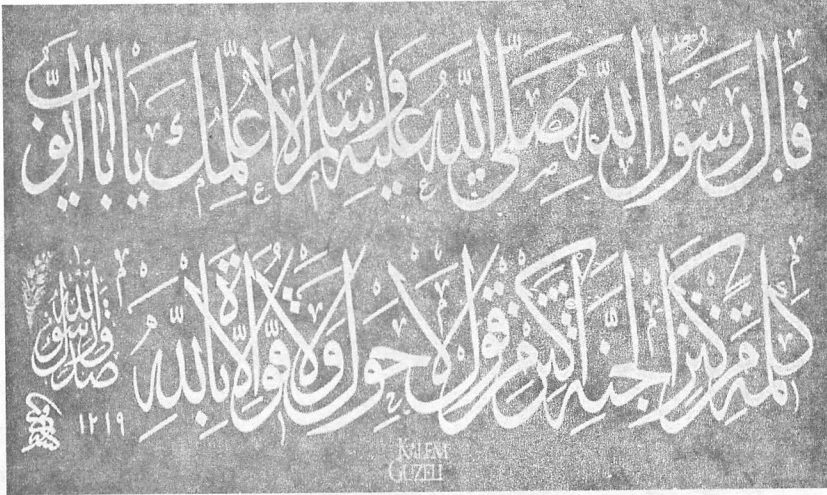 قال رسول الله صلى الله عليه وسلم ألا أعلمك يا أبا أيوب
كلمة من كنز الجنة أكثر من قول لا حول ولا قوة إلا بالله
صدق رسول الله
١٢١٩
KALEM
GÜZELİ